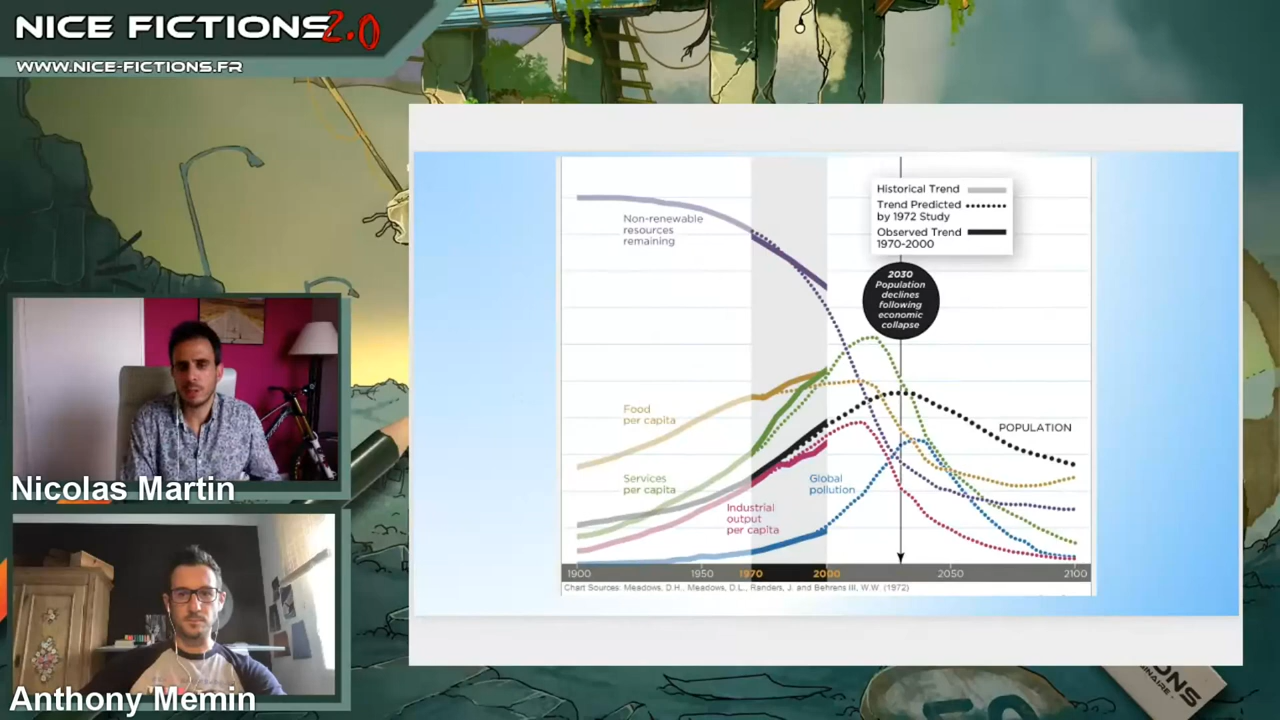 NICE FICTIONS 2.0
WWW.NICE-FICTIONS.FR
Nicolas Martin
Anthony Memin
Historical Trend
Trend Predicted
by 1972 Study
Observed Trend
1970-2000
2030
Population
declines
following
economic
collapse
Non-renewable
resources
remaining
Food
per capita
Services
per capita
Industrial
output
per capita
Global
pollution
POPULATION
1900
1950
1970
2000
2050
2100
Chart Sources: Meadows, D.H., Meadows, D.L., Randers, J. and Behrens III, W.W (1972)